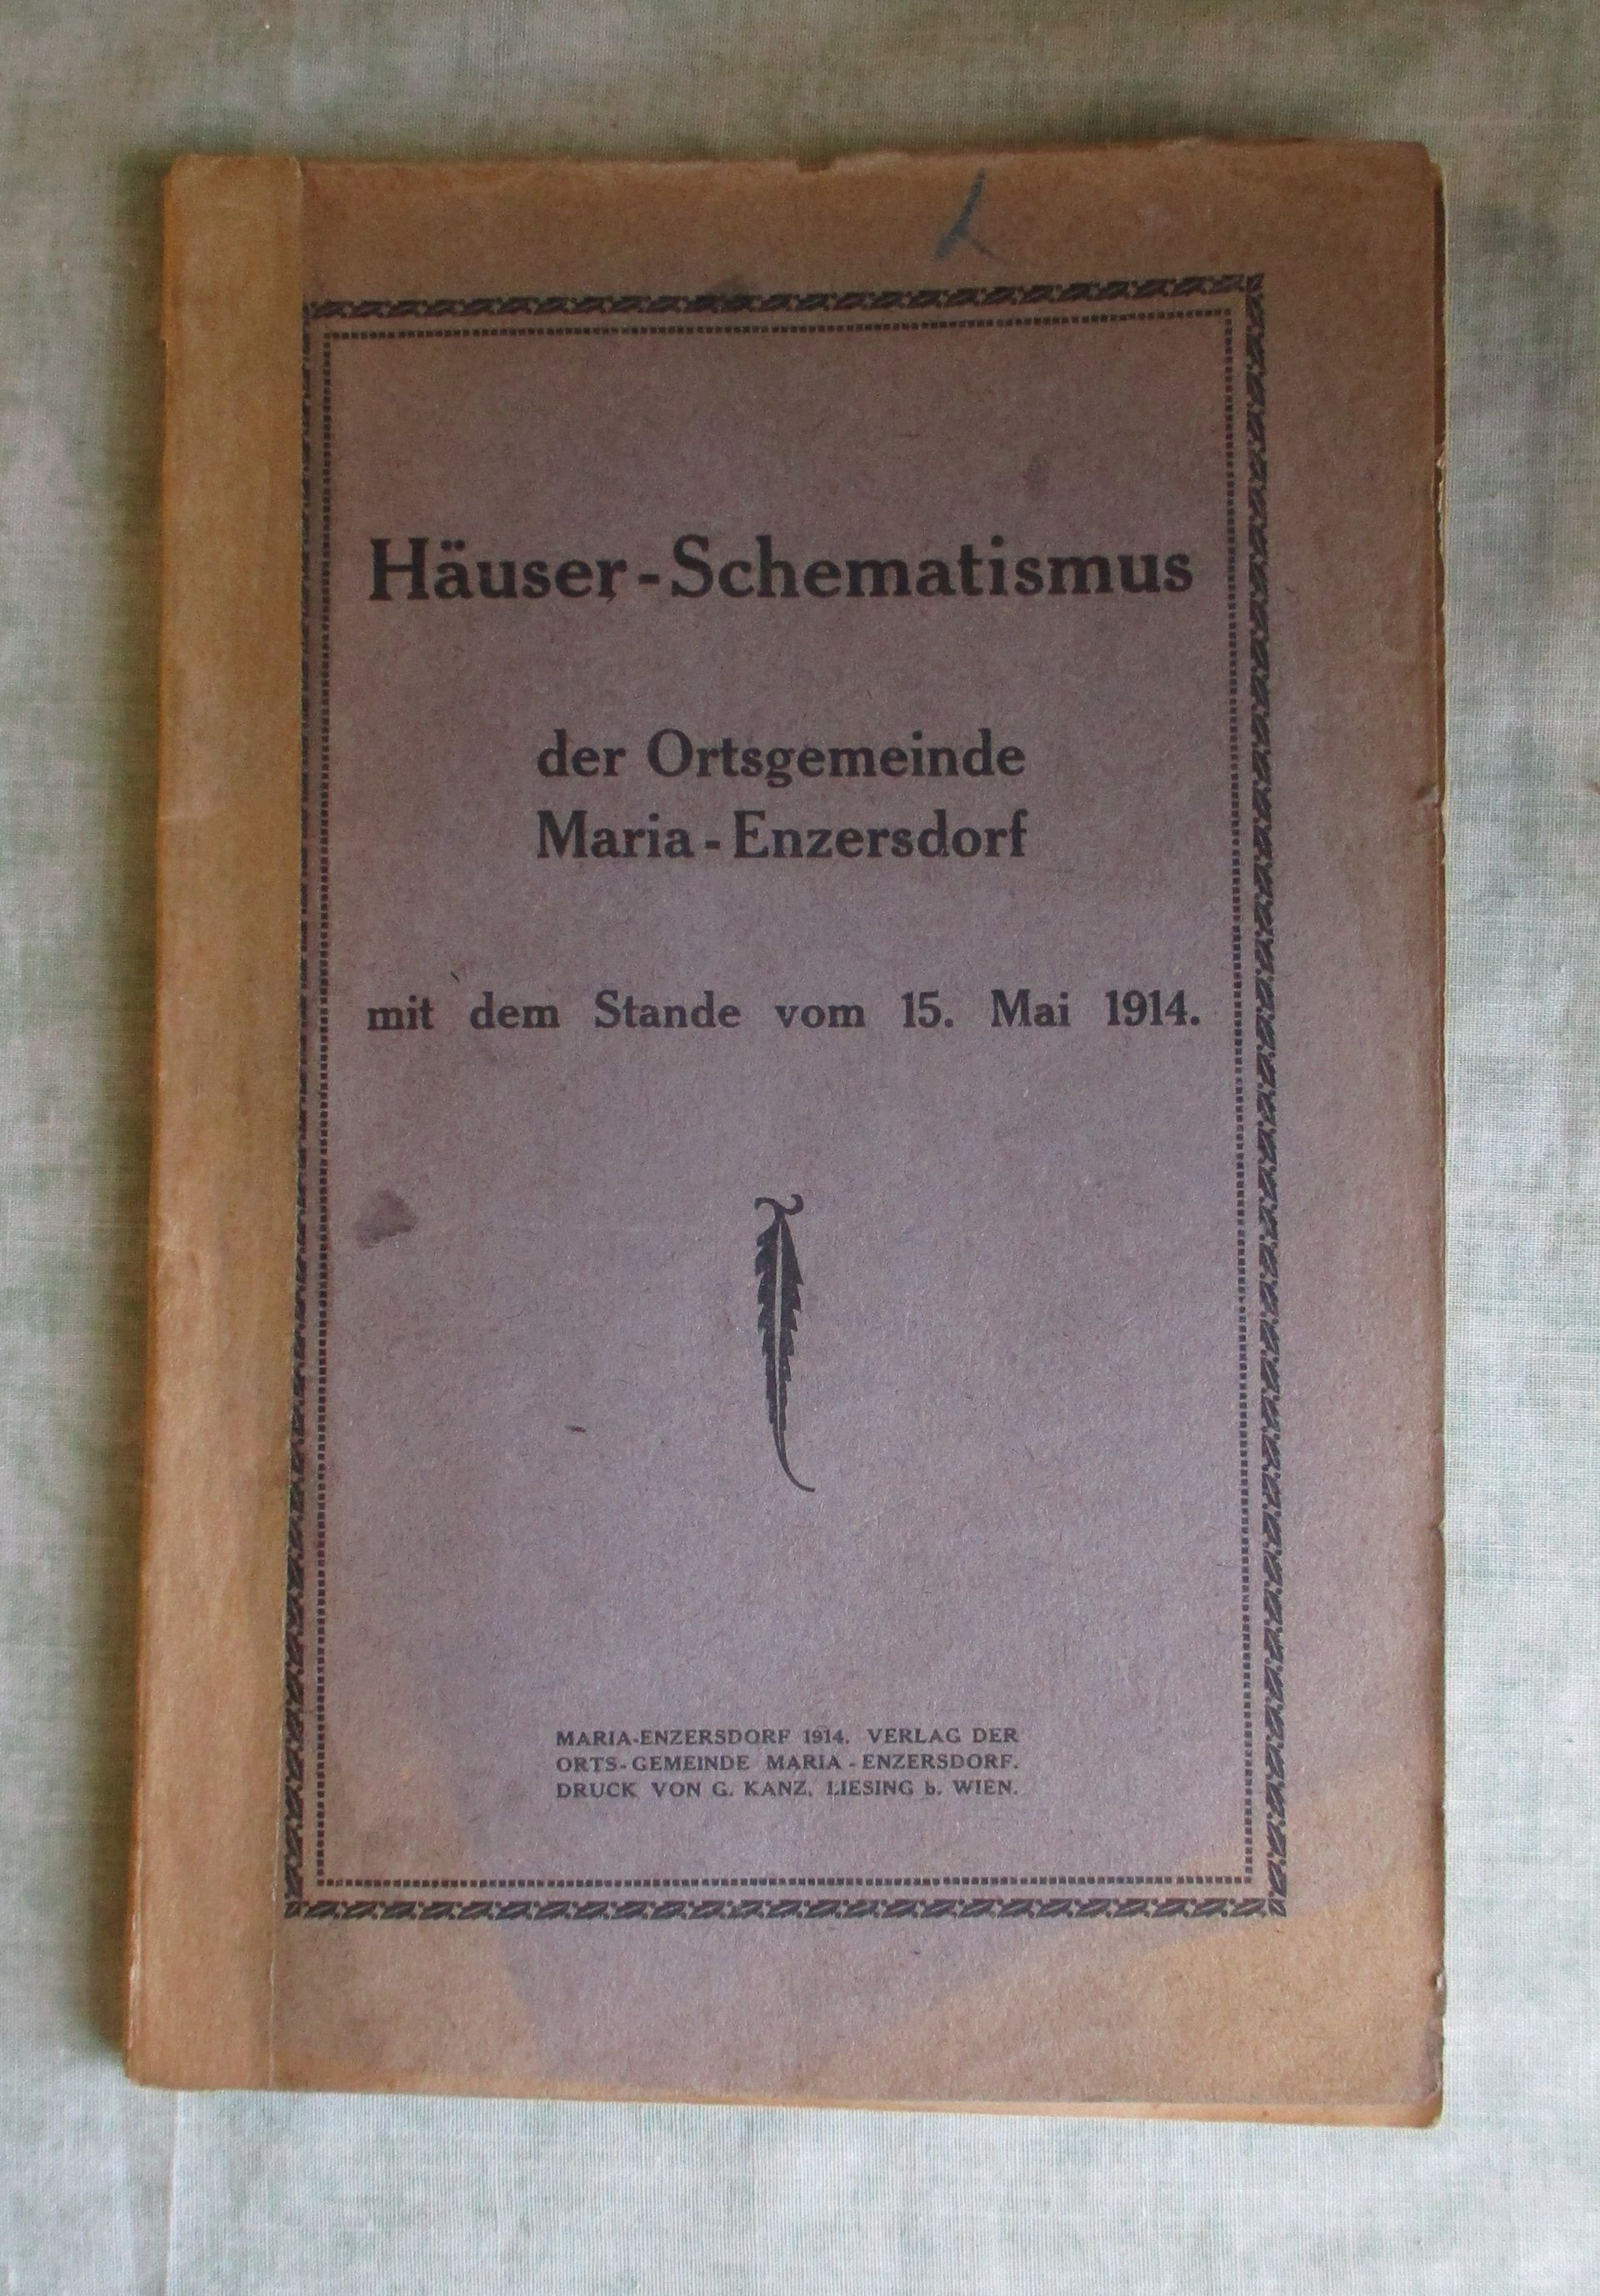 Häuser-Schematismus
der Ortsgemeinde
Maria-Enzersdorf
mit dem Stande vom 15. Mai 1914.
MARIA-ENZERSDORF 1914. VERLAG DER
ORTS-GEMEINDE MARIA-ENZERSDORF.
DRUCK VON G. KANZ, LIESING b. WIEN.